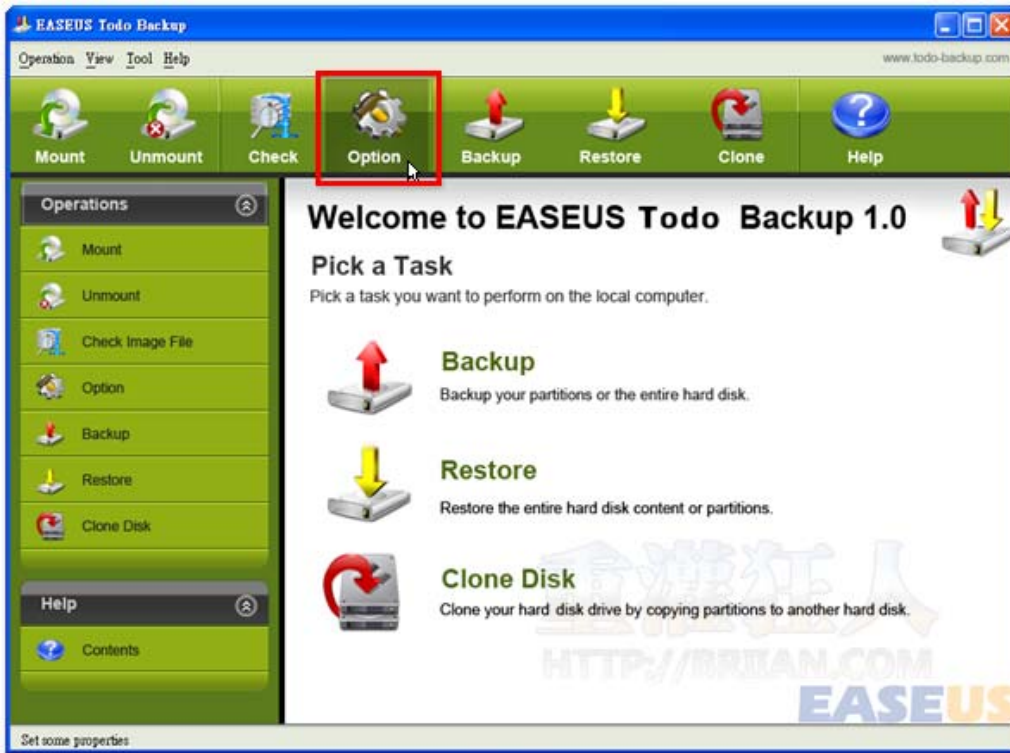 EASEUS Todo Backup
Operation View Tool Help
www.todo-backup.com
Mount Unmount Check Option Backup Restore Clone Help
Operations
Mount
Unmount
Check Image File
Option
Backup
Restore
Clone Disk
Help
Contents
Welcome to EASEUS Todo Backup 1.0
Pick a Task
Pick a task you want to perform on the local computer.
Backup
Backup your partitions or the entire hard disk.
Restore
Restore the entire hard disk content or partitions.
Clone Disk
Clone your hard disk drive by copying partitions to another hard disk.
重灌狂人
HTTP://BRIIAN.COM
EASEUS
Set some properties